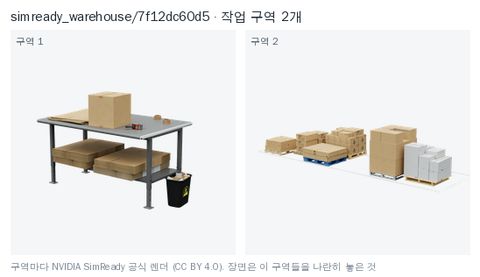 simready_warehouse/7f12dc60d5 · 작업 구역 2개
구역 1
구역 2
구역마다 NVIDIA SimReady 공식 렌더 (CC BY 4.0). 장면은 이 구역들을 나란히 놓은 것